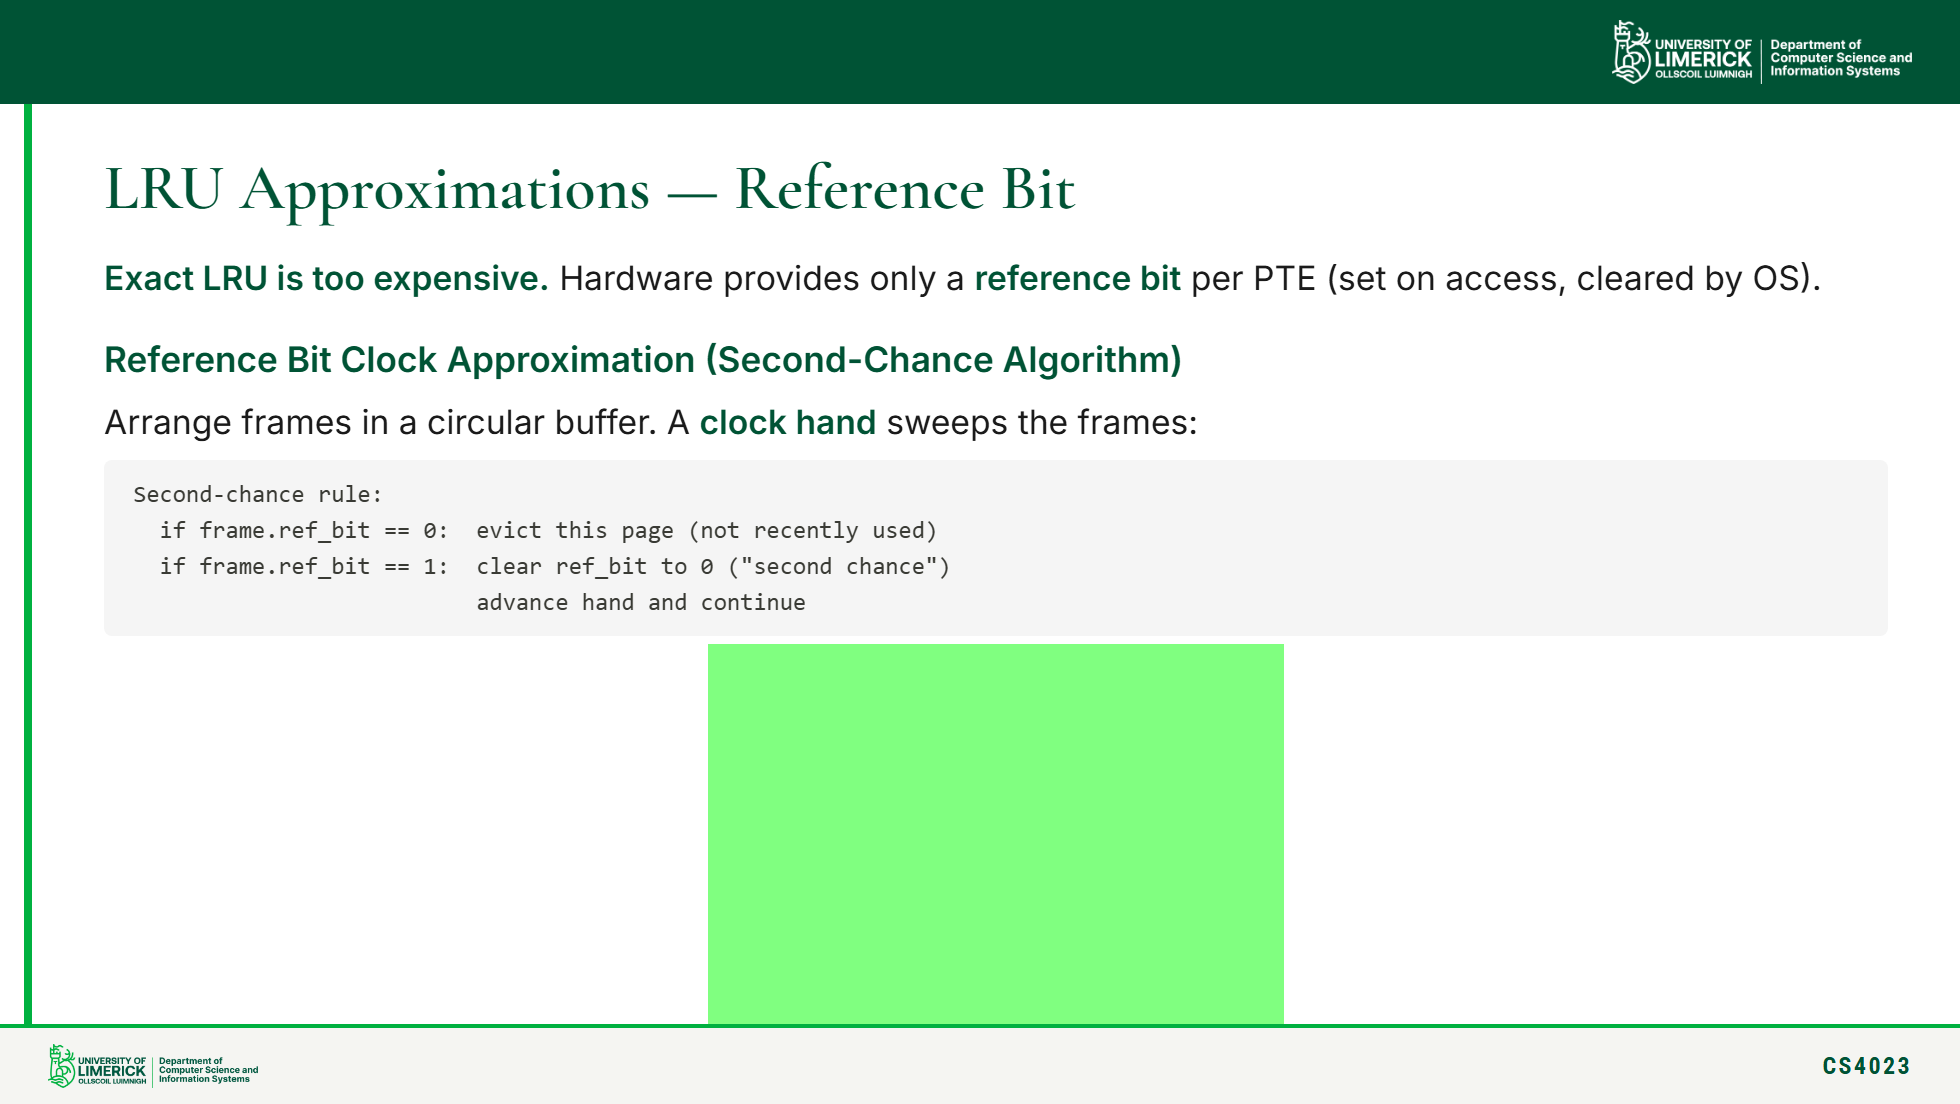 UNIVERSITY OF
LIMERICK
OLLSCOIL LUIMNIGH
Department of
Computer Science and
Information Systems
LRU Approximations — Reference Bit
Exact LRU is too expensive. Hardware provides only a reference bit per PTE (set on access, cleared by OS).
Reference Bit Clock Approximation (Second-Chance Algorithm)
Arrange frames in a circular buffer. A clock hand sweeps the frames:
Second-chance rule:
  if frame.ref_bit == 0:  evict this page (not recently used)
  if frame.ref_bit == 1:  clear ref_bit to 0 ("second chance")
                          advance hand and continue
UNIVERSITY OF
LIMERICK
OLLSCOIL LUIMNIGH
Department of
Computer Science and
Information Systems
CS4023